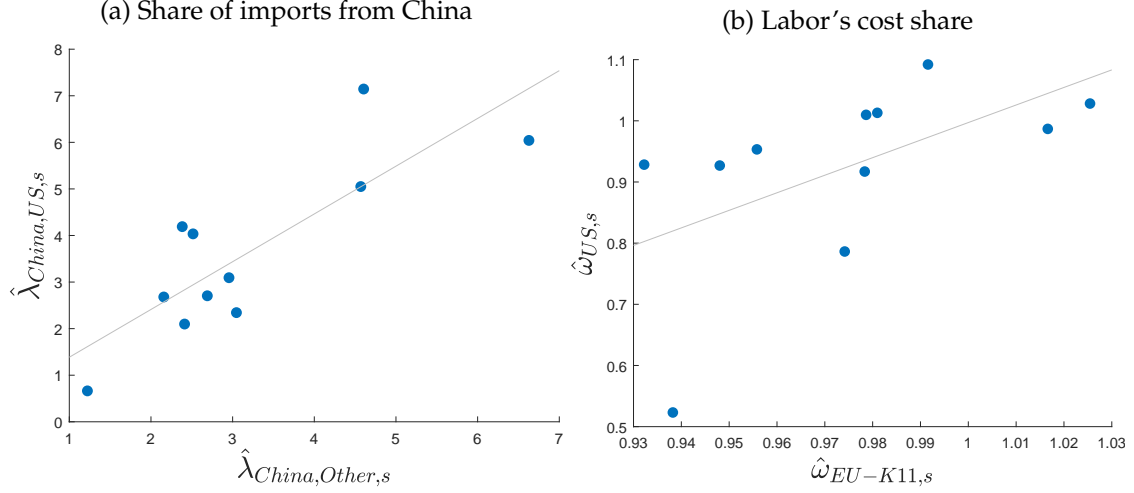 (a) Share of imports from China
8
7
6
5
4
3
2
1
0
1 2 3 4 5 6 7
λ̂China,US,s
λ̂China,Other,s
(b) Labor's cost share
1.1
1
0.9
0.8
0.7
0.6
0.5
0.93 0.94 0.95 0.96 0.97 0.98 0.99 1 1.01 1.02 1.03
ω̂US,s
ω̂EU−K11,s